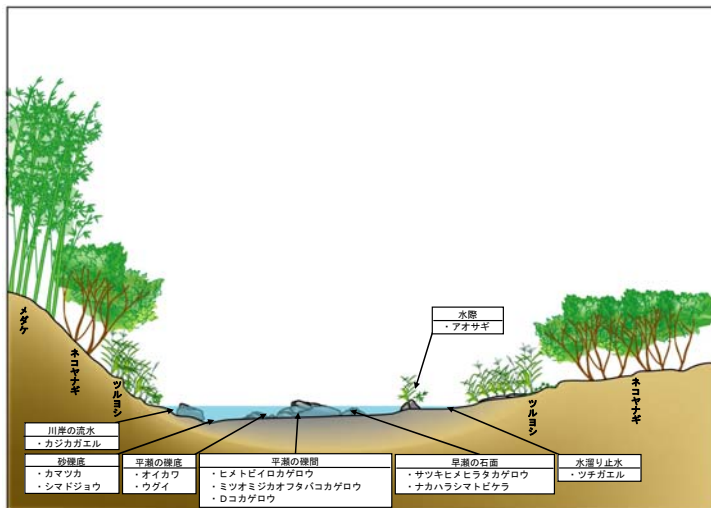 メダケ
ネコヤナギ
ツルヨシ
水際
・アオサギ
ツルヨシ
ネコヤナギ
川岸の流水
・カジカガエル
砂礫底
・カマツカ
・シマドジョウ
平瀬の礫底
・オイカワ
・ウグイ
平瀬の礫間
・ヒメトビイロカゲロウ
・ミツオミジカオフタバコカゲロウ
・Dコカゲロウ
早瀬の石面
・サツキヒメヒラタカゲロウ
・ナカハラシマトビケラ
水溜り止水
・ツチガエル